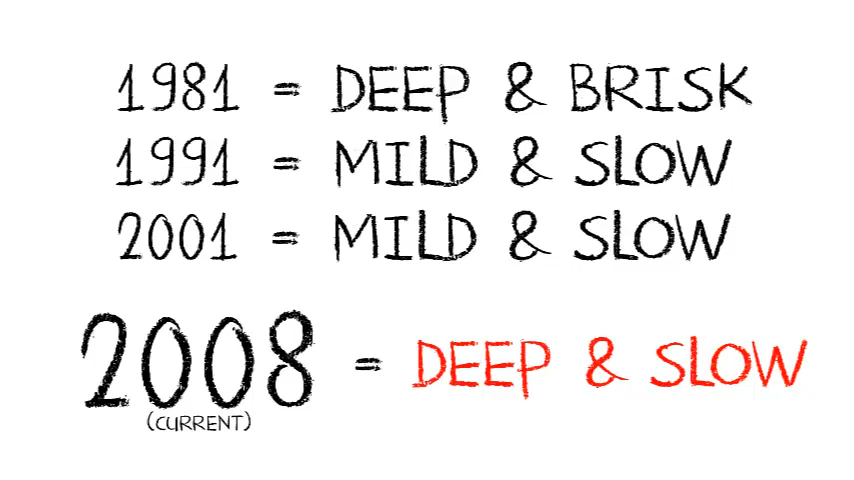 1981 = DEEP & BRISK
1991 = MILD & SLOW
2001 = MILD & SLOW
2008 = DEEP & SLOW
(CURRENT)